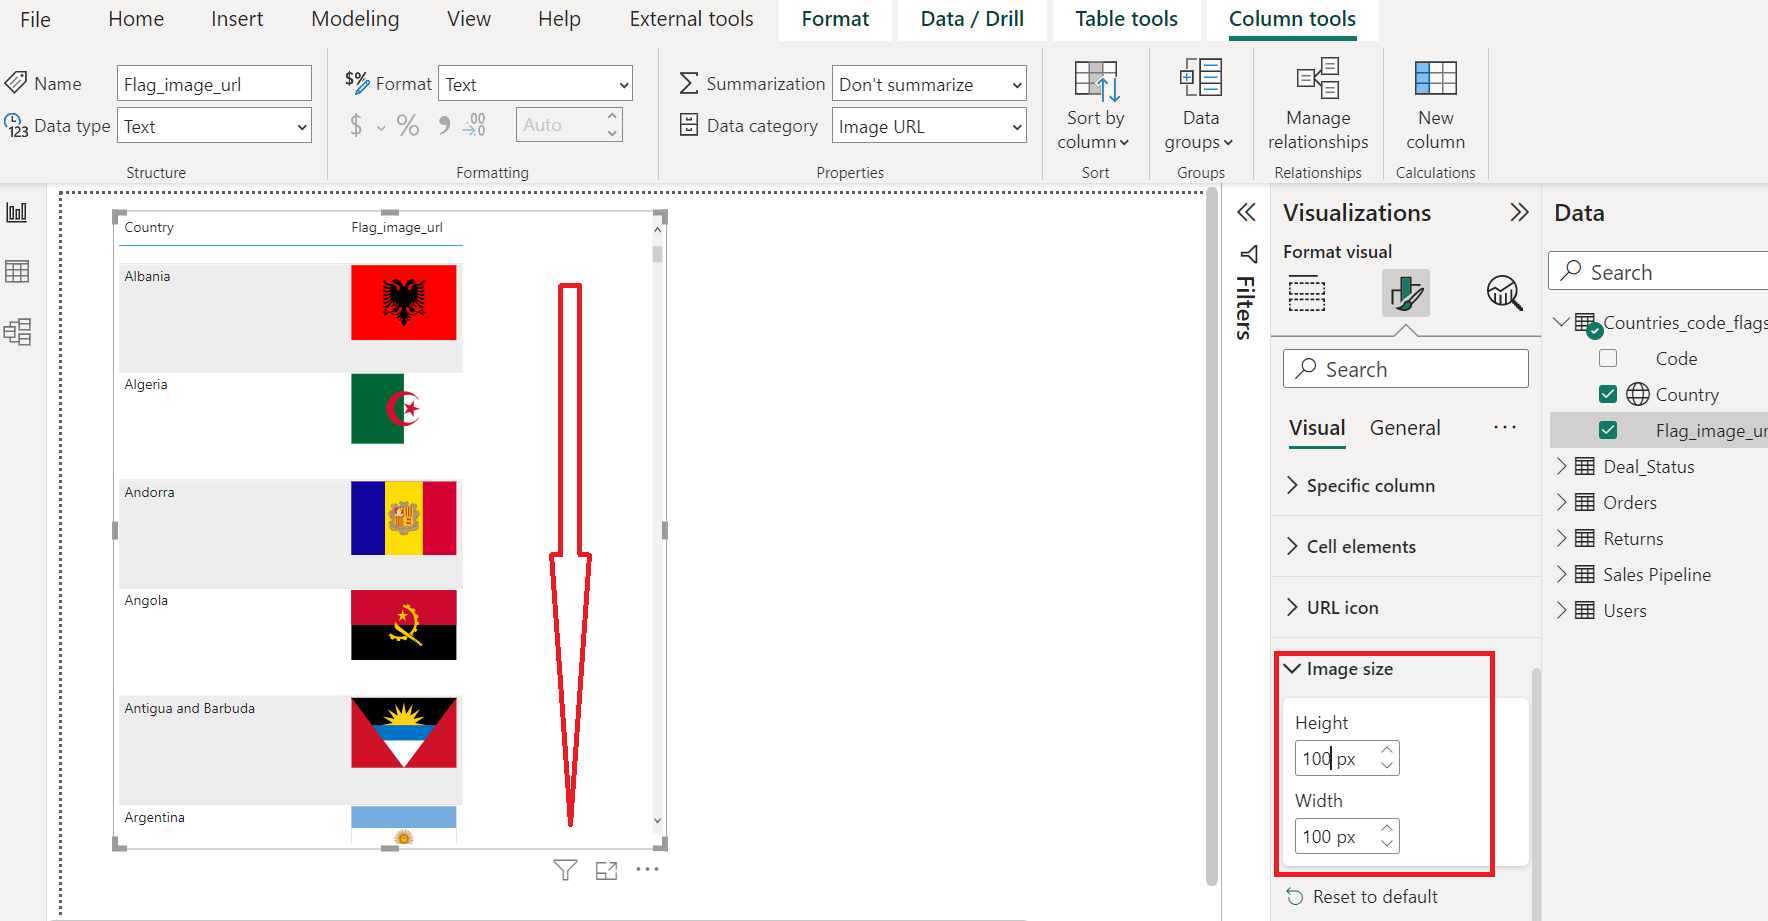 File Home Insert Modeling View Help External tools Format Data / Drill Table tools Column tools
Name Flag_image_url
Data type Text
Structure
$% Format Text
$ % 9 .00 Auto
Formatting
Summarization Don't summarize
Data category Image URL
Properties
Sort by
column
Sort
Data
groups
Groups
Manage
relationships
Relationships
New
column
Calculations
Country Flag_image_url
Albania
Algeria
Andorra
Angola
Antigua and Barbuda
Argentina
Filters
Visualizations
Format visual
Search
Visual General ...
Specific column
Cell elements
URL icon
Image size
Height
100 px
Width
100 px
Reset to default
Data
Search
Countries_code_flags
Code
Country
Flag_image_ur
Deal_Status
Orders
Returns
Sales Pipeline
Users